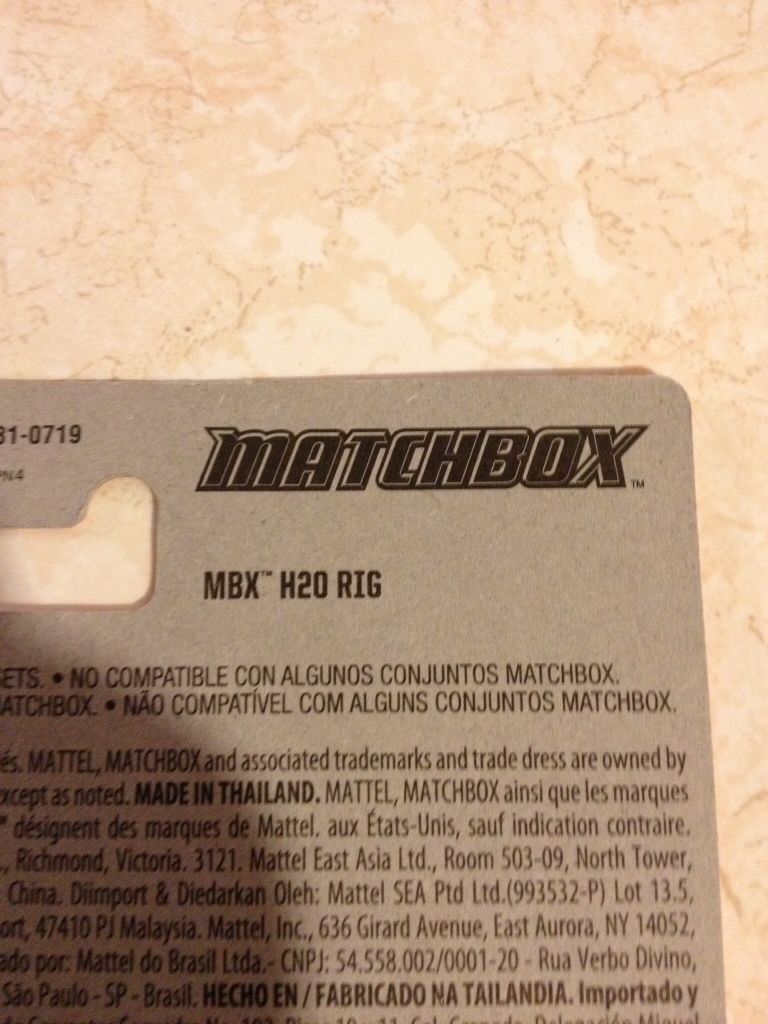 31-0719
MATCHBOX™
PN4
MBX™ H20 RIG
SETS. • NO COMPATIBLE CON ALGUNOS CONJUNTOS MATCHBOX.
MATCHBOX. • NÃO COMPATÍVEL COM ALGUNS CONJUNTOS MATCHBOX.
és. MATTEL, MATCHBOX and associated trademarks and trade dress are owned by
xcept as noted. MADE IN THAILAND. MATTEL, MATCHBOX ainsi que les marques
désignent des marques de Mattel. aux États-Unis, sauf indication contraire.
., Richmond, Victoria. 3121. Mattel East Asia Ltd., Room 503-09, North Tower,
China. Diimport & Diedarkan Oleh: Mattel SEA Ptd Ltd.(993532-P) Lot 13.5,
ort, 47410 PJ Malaysia. Mattel, Inc., 636 Girard Avenue, East Aurora, NY 14052,
ado por: Mattel do Brasil Ltda.- CNPJ: 54.558.002/0001-20 - Rua Verbo Divino,
São Paulo - SP - Brasil. HECHO EN / FABRICADO NA TAILANDIA. Importado y